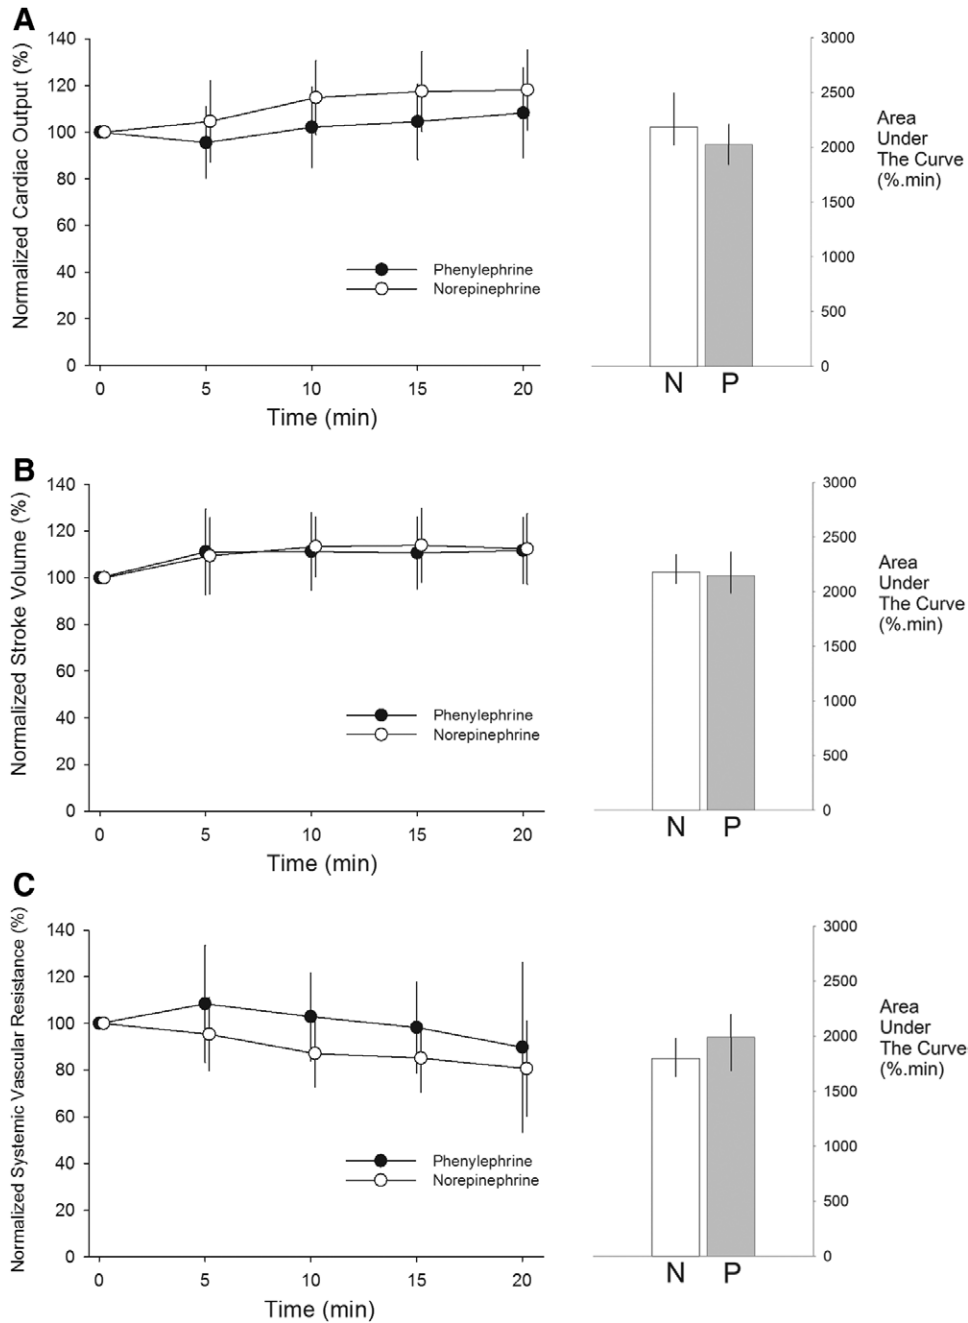 A
Normalized Cardiac Output (%)
140
120
100
80
60
40
20
0
0 5 10 15 20
Time (min)
Phenylephrine
Norepinephrine
3000
2500
2000
1500
1000
500
0
N P
Area
Under
The Curve
(%.min)
B
Normalized Stroke Volume (%)
140
120
100
80
60
40
20
0
0 5 10 15 20
Time (min)
Phenylephrine
Norepinephrine
3000
2500
2000
1500
1000
500
0
N P
Area
Under
The Curve
(%.min)
C
Normalized Systemic Vascular Resistance (%)
140
120
100
80
60
40
20
0
0 5 10 15 20
Time (min)
Phenylephrine
Norepinephrine
3000
2500
2000
1500
1000
500
0
N P
Area
Under
The Curve
(%.min)